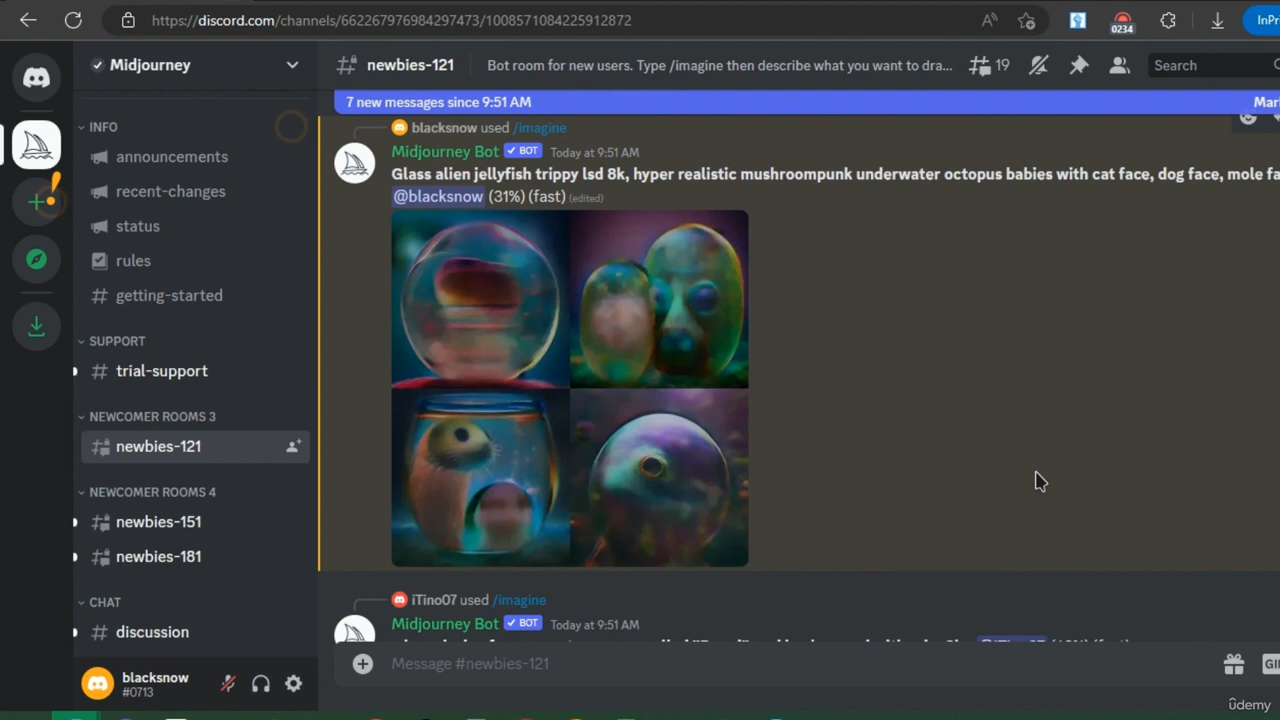 https://discord.com/channels/662267976984297473/1008571084225912872
0234
InPr
Midjourney
newbies-121
Bot room for new users. Type /imagine then describe what you want to dra...
19
Search
7 new messages since 9:51 AM
Mar
INFO
announcements
recent-changes
status
rules
getting-started
SUPPORT
trial-support
NEWCOMER ROOMS 3
newbies-121
NEWCOMER ROOMS 4
newbies-151
newbies-181
CHAT
discussion
blacksnow
#0713
blacksnow used /imagine
Midjourney Bot BOT Today at 9:51 AM
Glass alien jellyfish trippy lsd 8k, hyper realistic mushroompunk underwater octopus babies with cat face, dog face, mole fa
@blacksnow (31%) (fast) (edited)
iTino07 used /imagine
Midjourney Bot BOT Today at 9:51 AM
Message #newbies-121
GI
ûdemy